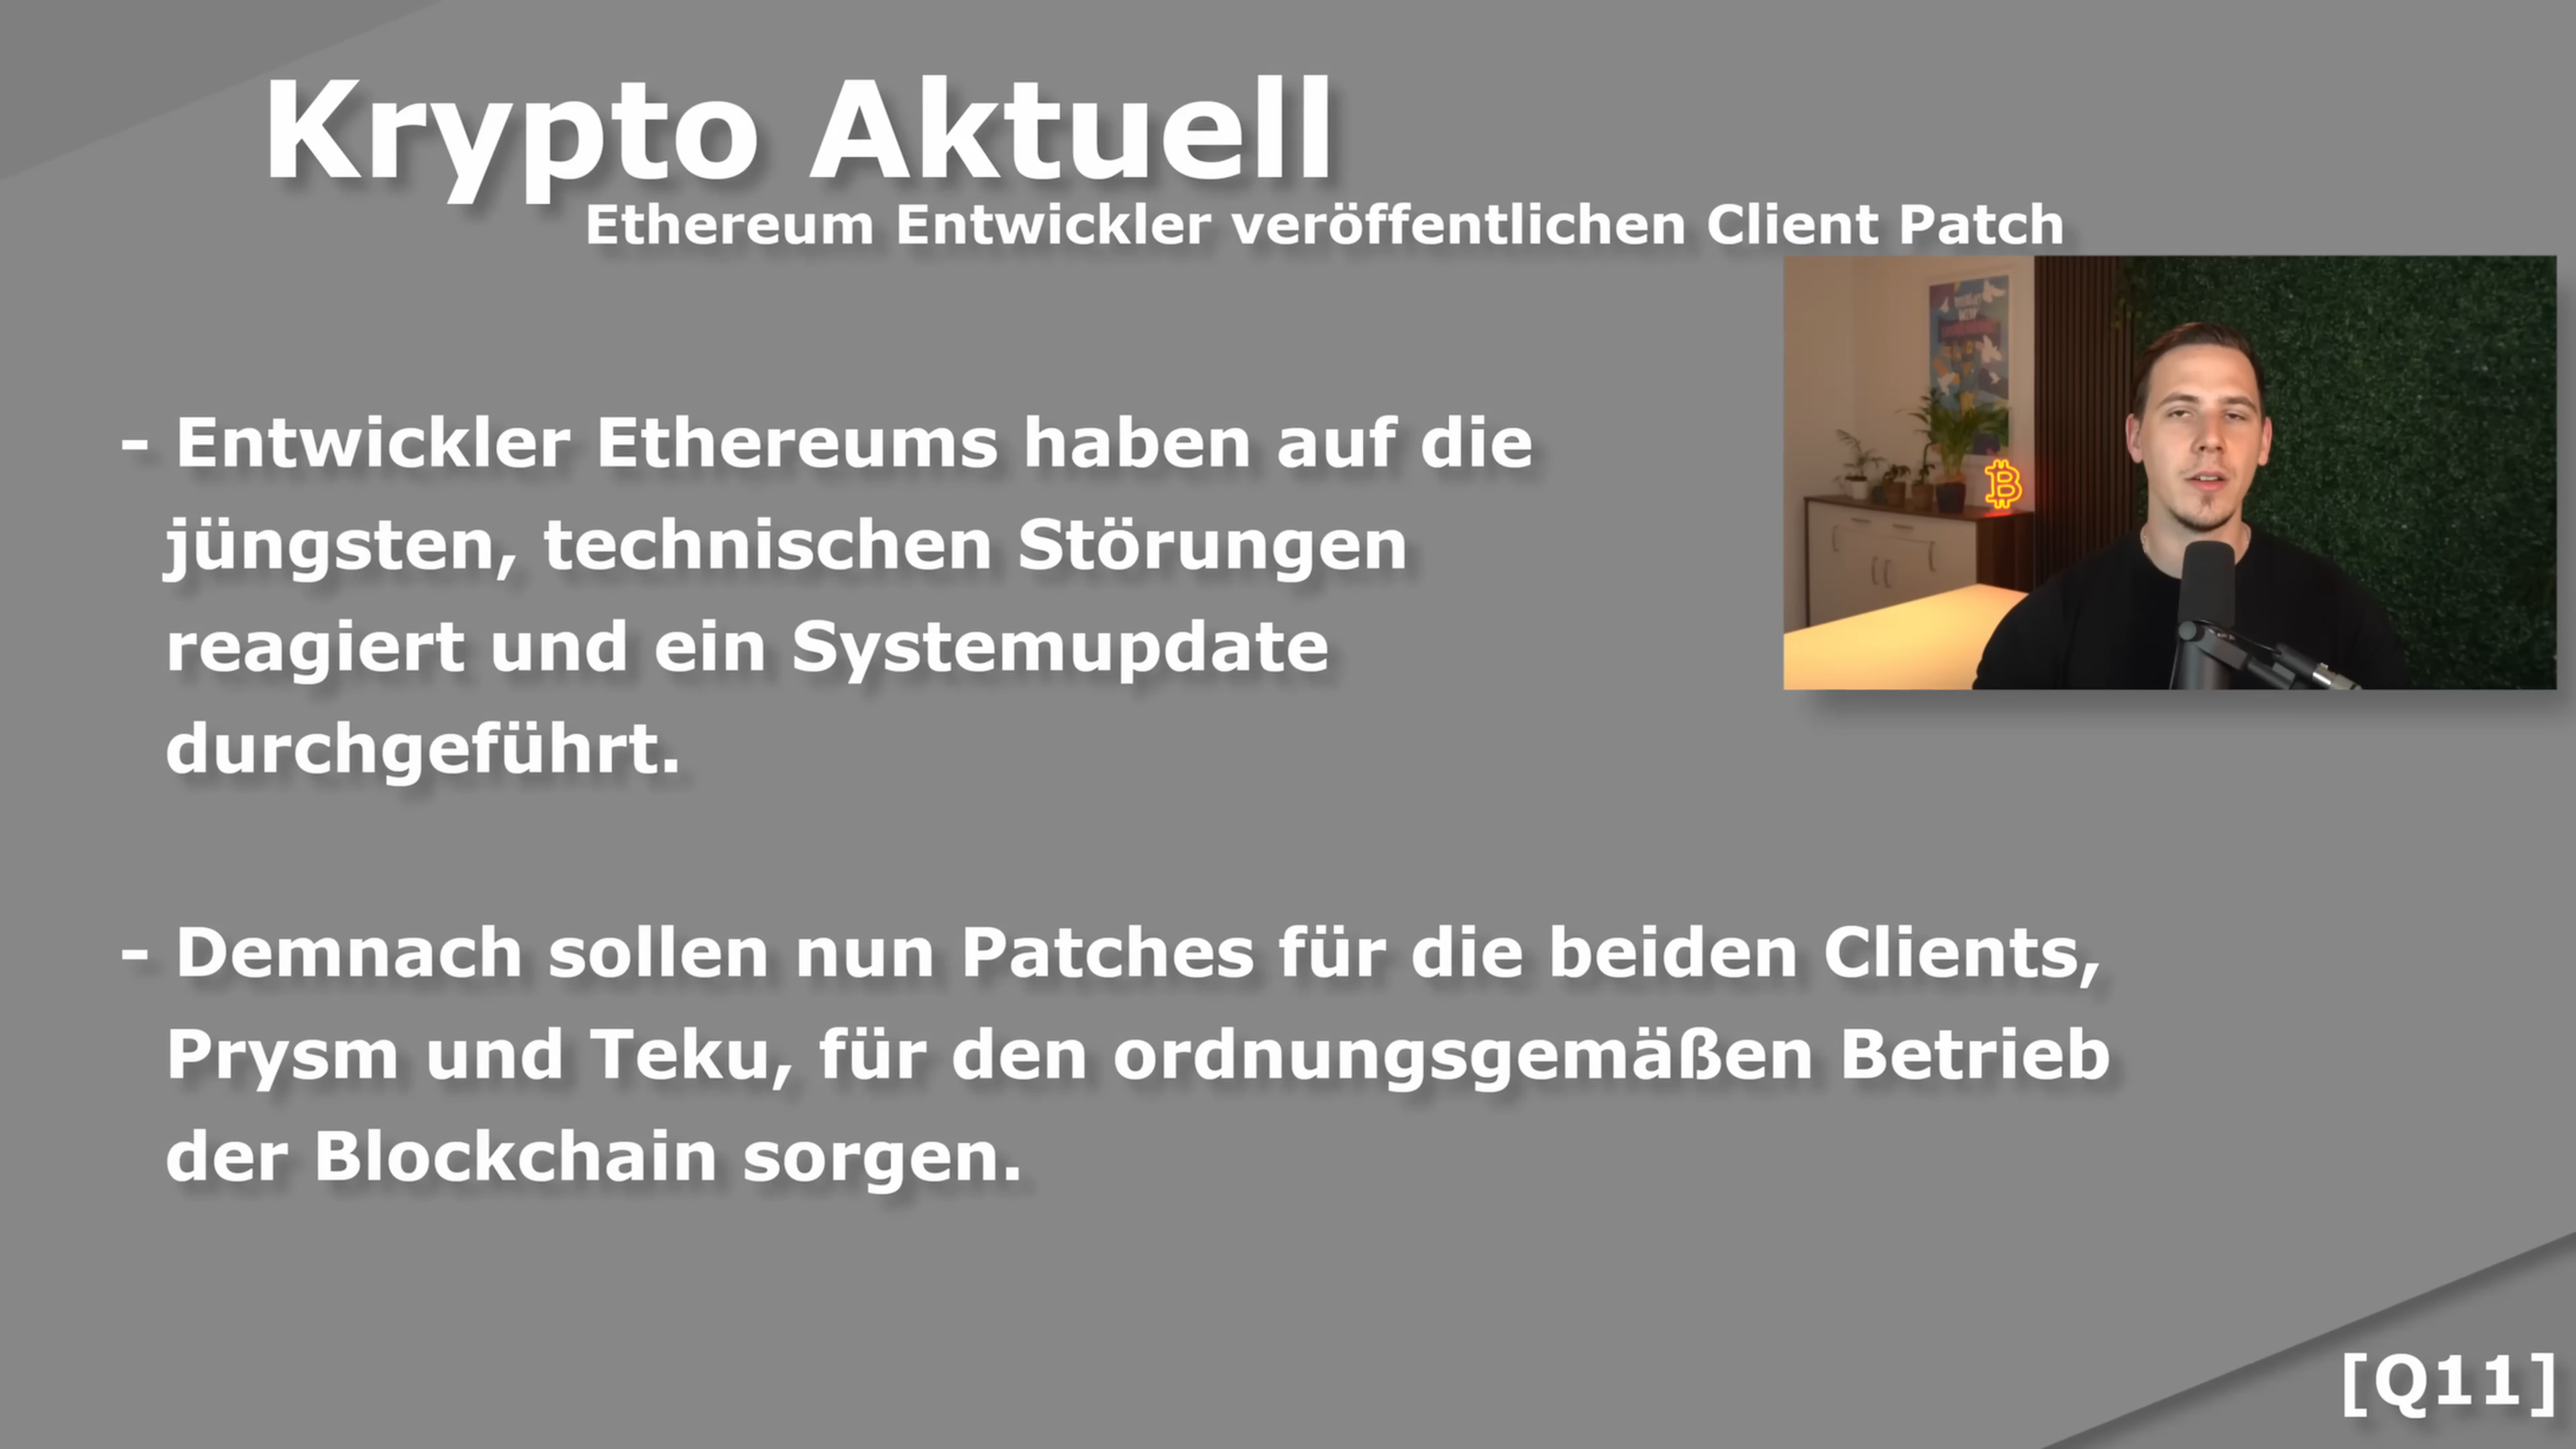 Krypto Aktuell
Ethereum Entwickler veröffentlichen Client Patch
- Entwickler Ethereums haben auf die
jüngsten, technischen Störungen
reagiert und ein Systemupdate
durchgeführt.
- Demnach sollen nun Patches für die beiden Clients,
Prysm und Teku, für den ordnungsgemäßen Betrieb
der Blockchain sorgen.
[Q11]